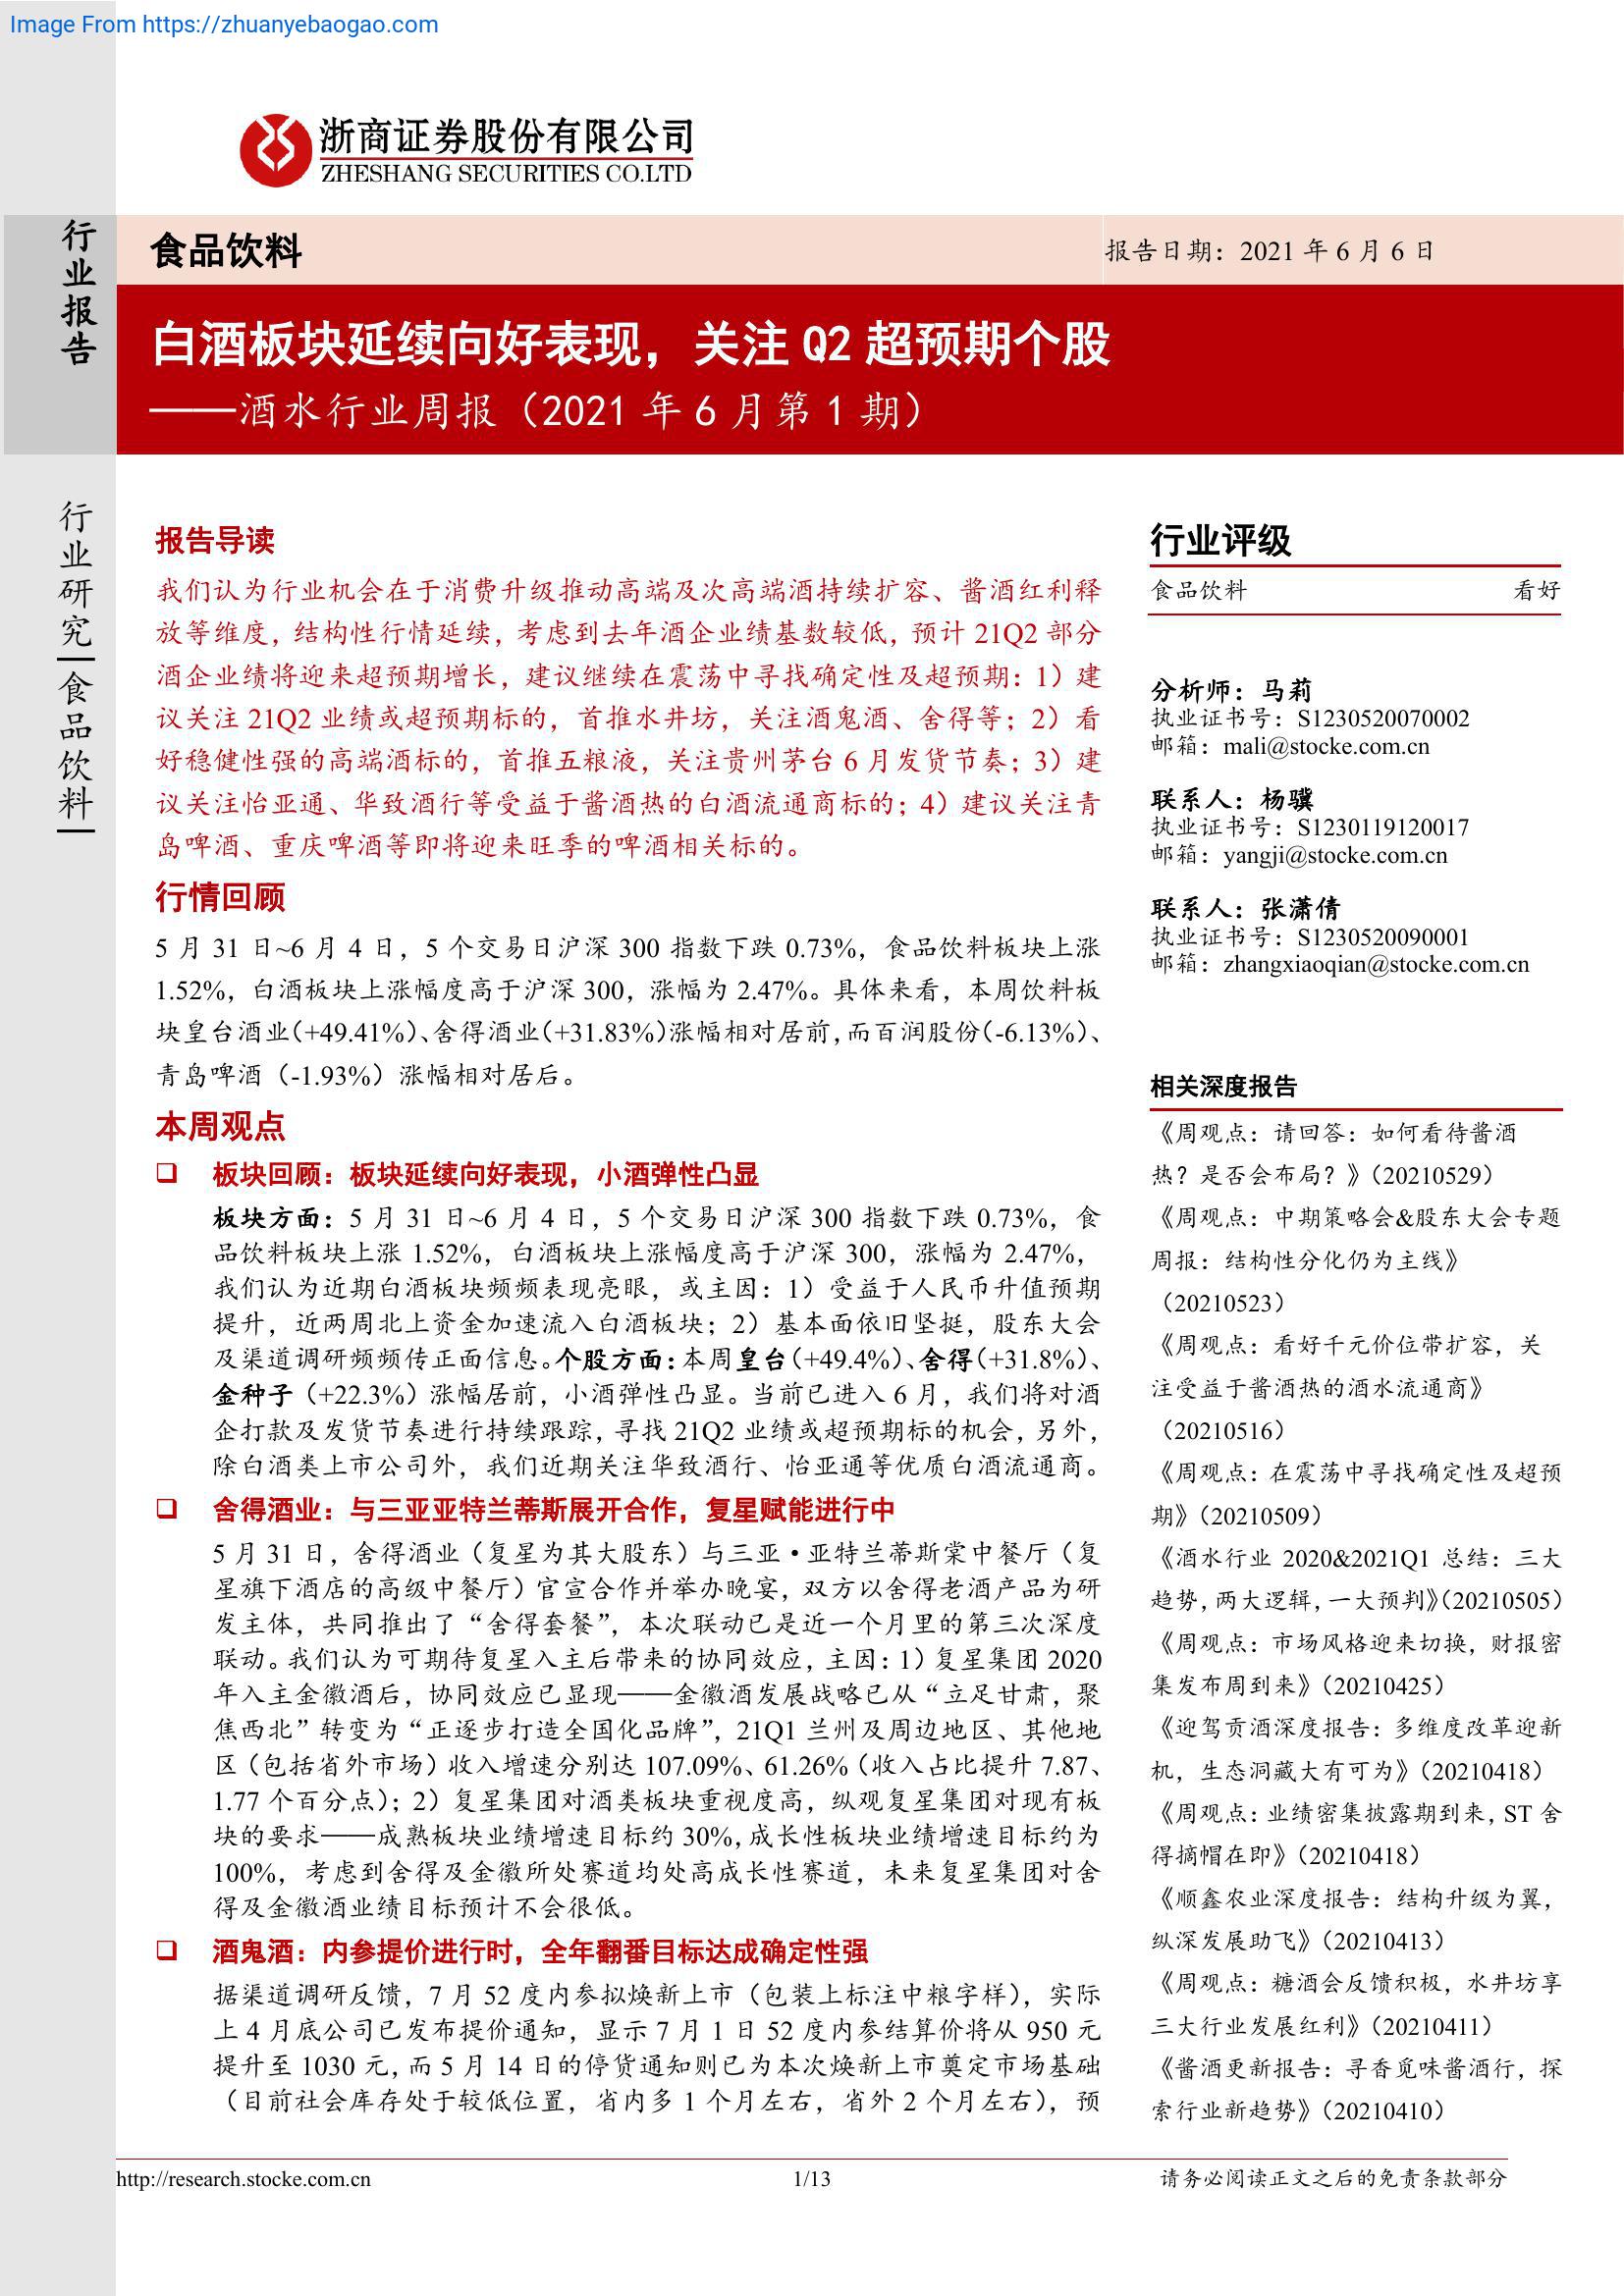 Image From https://zhuanyebaogao.com
浙商证券股份有限公司
ZHESHANG SECURITIES CO.LTD
行业报告
行业研究|食品饮料|
食品饮料
报告日期：2021 年 6 月 6 日
白酒板块延续向好表现，关注 Q2 超预期个股
——酒水行业周报（2021 年 6 月第 1 期）
报告导读
我们认为行业机会在于消费升级推动高端及次高端酒持续扩容、酱酒红利释
放等维度，结构性行情延续，考虑到去年酒企业绩基数较低，预计 21Q2 部分
酒企业绩将迎来超预期增长，建议继续在震荡中寻找确定性及超预期：1）建
议关注 21Q2 业绩或超预期标的，首推水井坊，关注酒鬼酒、舍得等；2）看
好稳健性强的高端酒标的，首推五粮液，关注贵州茅台 6 月发货节奏；3）建
议关注怡亚通、华致酒行等受益于酱酒热的白酒流通商标的；4）建议关注青
岛啤酒、重庆啤酒等即将迎来旺季的啤酒相关标的。
行情回顾
5 月 31 日~6 月 4 日，5 个交易日沪深 300 指数下跌 0.73%，食品饮料板块上涨
1.52%，白酒板块上涨幅度高于沪深 300，涨幅为 2.47%。具体来看，本周饮料板
块皇台酒业（+49.41%）、舍得酒业（+31.83%）涨幅相对居前，而百润股份（-6.13%）、
青岛啤酒（-1.93%）涨幅相对居后。
本周观点
❑ 板块回顾：板块延续向好表现，小酒弹性凸显
板块方面：5 月 31 日~6 月 4 日，5 个交易日沪深 300 指数下跌 0.73%，食
品饮料板块上涨 1.52%，白酒板块上涨幅度高于沪深 300，涨幅为 2.47%，
我们认为近期白酒板块频频表现亮眼，或主因：1）受益于人民币升值预期
提升，近两周北上资金加速流入白酒板块；2）基本面依旧坚挺，股东大会
及渠道调研频频传正面信息。个股方面：本周皇台（+49.4%）、舍得（+31.8%）、
金种子（+22.3%）涨幅居前，小酒弹性凸显。当前已进入 6 月，我们将对酒
企打款及发货节奏进行持续跟踪，寻找 21Q2 业绩或超预期标的机会，另外，
除白酒类上市公司外，我们近期关注华致酒行、怡亚通等优质白酒流通商。
❑ 舍得酒业：与三亚亚特兰蒂斯展开合作，复星赋能进行中
5 月 31 日，舍得酒业（复星为其大股东）与三亚·亚特兰蒂斯棠中餐厅（复
星旗下酒店的高级中餐厅）官宣合作并举办晚宴，双方以舍得老酒产品为研
发主体，共同推出了“舍得套餐”，本次联动已是近一个月里的第三次深度
联动。我们认为可期待复星入主后带来的协同效应，主因：1）复星集团 2020
年入主金徽酒后，协同效应已显现——金徽酒发展战略已从“立足甘肃，聚
焦西北”转变为“正逐步打造全国化品牌”，21Q1 兰州及周边地区、其他地
区（包括省外市场）收入增速分别达 107.09%、61.26%（收入占比提升 7.87、
1.77 个百分点）；2）复星集团对酒类板块重视度高，纵观复星集团对现有板
块的要求——成熟板块业绩增速目标约 30%，成长性板块业绩增速目标约为
100%，考虑到舍得及金徽所处赛道均处高成长性赛道，未来复星集团对舍
得及金徽酒业绩目标预计不会很低。
❑ 酒鬼酒：内参提价进行时，全年翻番目标达成确定性强
据渠道调研反馈，7 月 52 度内参拟焕新上市（包装上标注中粮字样），实际
上 4 月底公司已发布提价通知，显示 7 月 1 日 52 度内参结算价将从 950 元
提升至 1030 元，而 5 月 14 日的停货通知则已为本次焕新上市奠定市场基础
（目前社会库存处于较低位置，省内多 1 个月左右，省外 2 个月左右），预
行业评级
食品饮料 看好
分析师：马莉
执业证书号：S1230520070002
邮箱：mali@stocke.com.cn
联系人：杨骥
执业证书号：S1230119120017
邮箱：yangji@stocke.com.cn
联系人：张潇倩
执业证书号：S1230520090001
邮箱：zhangxiaoqian@stocke.com.cn
相关深度报告
《周观点：请回答：如何看待酱酒
热？是否会布局？》（20210529）
《周观点：中期策略会&股东大会专题
周报：结构性分化仍为主线》
（20210523）
《周观点：看好千元价位带扩容，关
注受益于酱酒热的酒水流通商》
（20210516）
《周观点：在震荡中寻找确定性及超预
期》（20210509）
《酒水行业 2020&2021Q1 总结：三大
趋势，两大逻辑，一大预判》（20210505）
《周观点：市场风格迎来切换，财报密
集发布周到来》（20210425）
《迎驾贡酒深度报告：多维度改革迎新
机，生态洞藏大有可为》（20210418）
《周观点：业绩密集披露期到来，ST 舍
得摘帽在即》（20210418）
《顺鑫农业深度报告：结构升级为翼，
纵深发展助飞》（20210413）
《周观点：糖酒会反馈积极，水井坊享
三大行业发展红利》（20210411）
《酱酒更新报告：寻香觅味酱酒行，探
索行业新趋势》（20210410）
http://research.stocke.com.cn
1/13
请务必阅读正文之后的免责条款部分